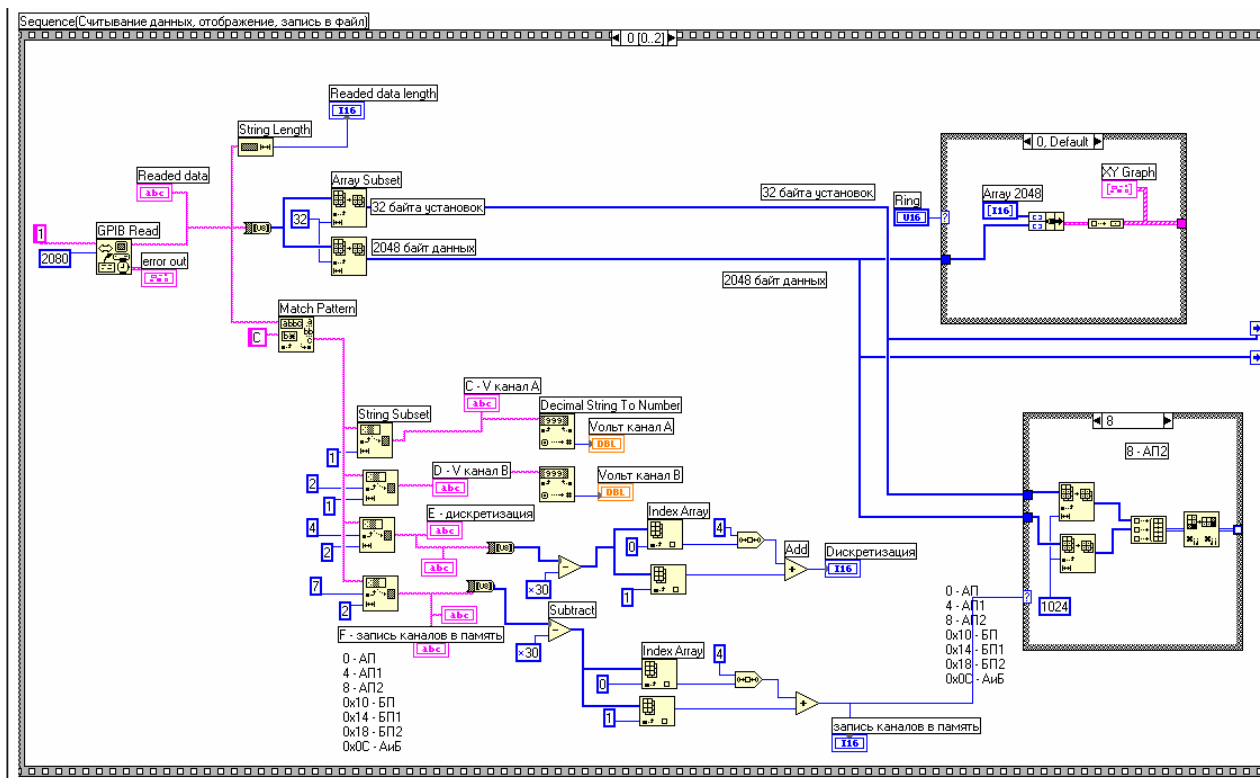 Sequence(Считывание данных, отображение, запись в файл)
0 [0..2]
Readed data length
I16
String Length
Readed data
abc
Array Subset
32 байта установок
32
[U8]
GPIB Read
1
2080
error out
2048 байт данных
32 байта установок
2048 байт данных
Ring
U16
0, Default
Array 2048
[I16]
XY Graph
Match Pattern
C
String Subset
1
C - V канал A
abc
Decimal String To Number
Вольт канал A
DBL
2
1
D - V канал B
abc
Вольт канал B
DBL
4
2
E - дискретизация
abc
abc
[U8]
×30
Index Array
0
1
4
Add
Дискретизация
I16
7
2
abc
F - запись каналов в память
abc
[U8]
Subtract
×30
Index Array
0
1
4
запись каналов в память
I16
0 - АП
4 - АП1
8 - АП2
0x10 - БП
0x14 - БП1
0x18 - БП2
0x0C - АиБ
0 - АП
4 - АП1
8 - АП2
0x10 - БП
0x14 - БП1
0x18 - БП2
0x0C - АиБ
8
8 - АП2
1024